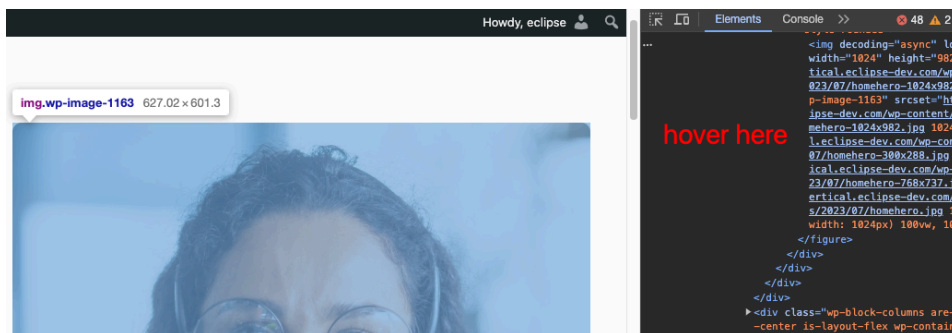 Howdy, eclipse
Elements Console 48 2
img.wp-image-1163 627.02 × 601.3
hover here
<img decoding="async" lo
width="1024" height="982
tical.eclipse-dev.com/wp
023/07/homehero-1024x982
p-image-1163" srcset="ht
ipse-dev.com/wp-content/
mehero-1024x982.jpg 1024
l.eclipse-dev.com/wp-con
07/homehero-300x288.jpg
ical.eclipse-dev.com/wp-
23/07/homehero-768x737.j
ertical.eclipse-dev.com/
s/2023/07/homehero.jpg 1
width: 1024px) 100vw, 10
</figure>
</div>
</div>
</div>
</div>
<div class="wp-block-columns are-
-center is-layout-flex wp-contain